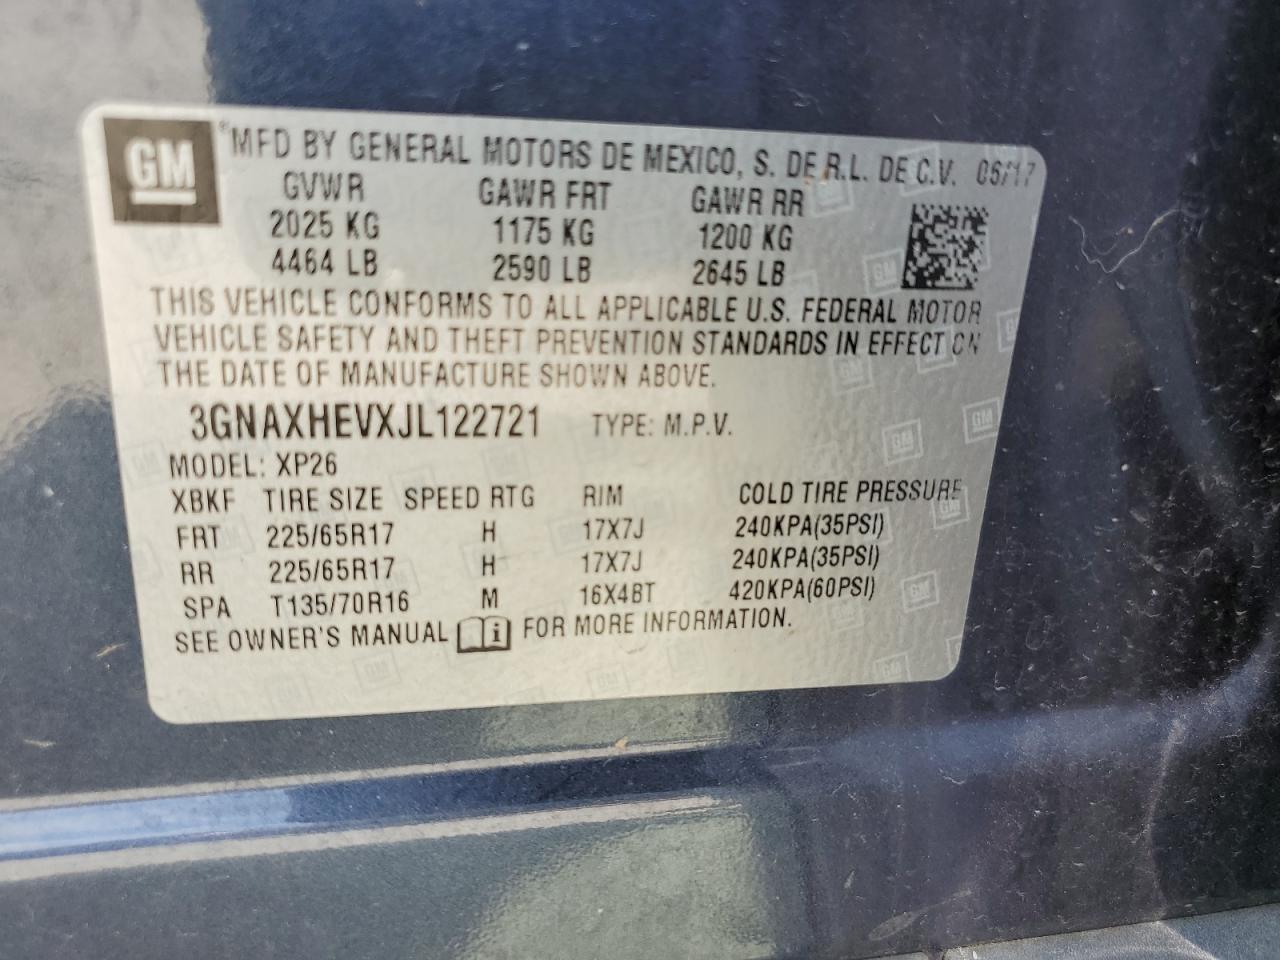 GM
® MFD BY GENERAL MOTORS DE MEXICO, S. DE R.L. DE C.V. 06/17
GVWR GAWR FRT GAWR RR
2025 KG 1175 KG 1200 KG
4464 LB 2590 LB 2645 LB
THIS VEHICLE CONFORMS TO ALL APPLICABLE U.S. FEDERAL MOTOR
VEHICLE SAFETY AND THEFT PREVENTION STANDARDS IN EFFECT ON
THE DATE OF MANUFACTURE SHOWN ABOVE.
3GNAXHEVXJL122721 TYPE: M.P.V.
MODEL: XP26
XBKF TIRE SIZE SPEED RTG RIM COLD TIRE PRESSURE
FRT 225/65R17 H 17X7J 240KPA(35PSI)
RR 225/65R17 H 17X7J 240KPA(35PSI)
SPA T135/70R16 M 16X4BT 420KPA(60PSI)
SEE OWNER'S MANUAL i FOR MORE INFORMATION.